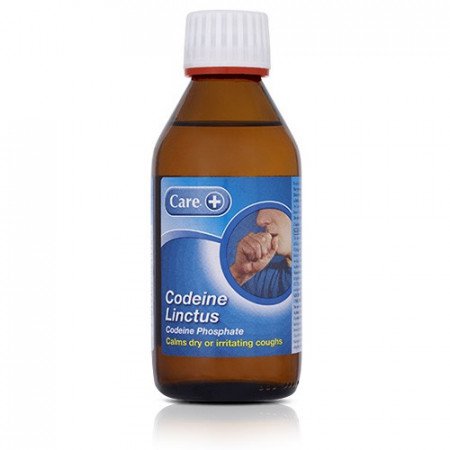 Care +
Codeine
Linctus
Codeine Phosphate
Calms dry or irritating coughs